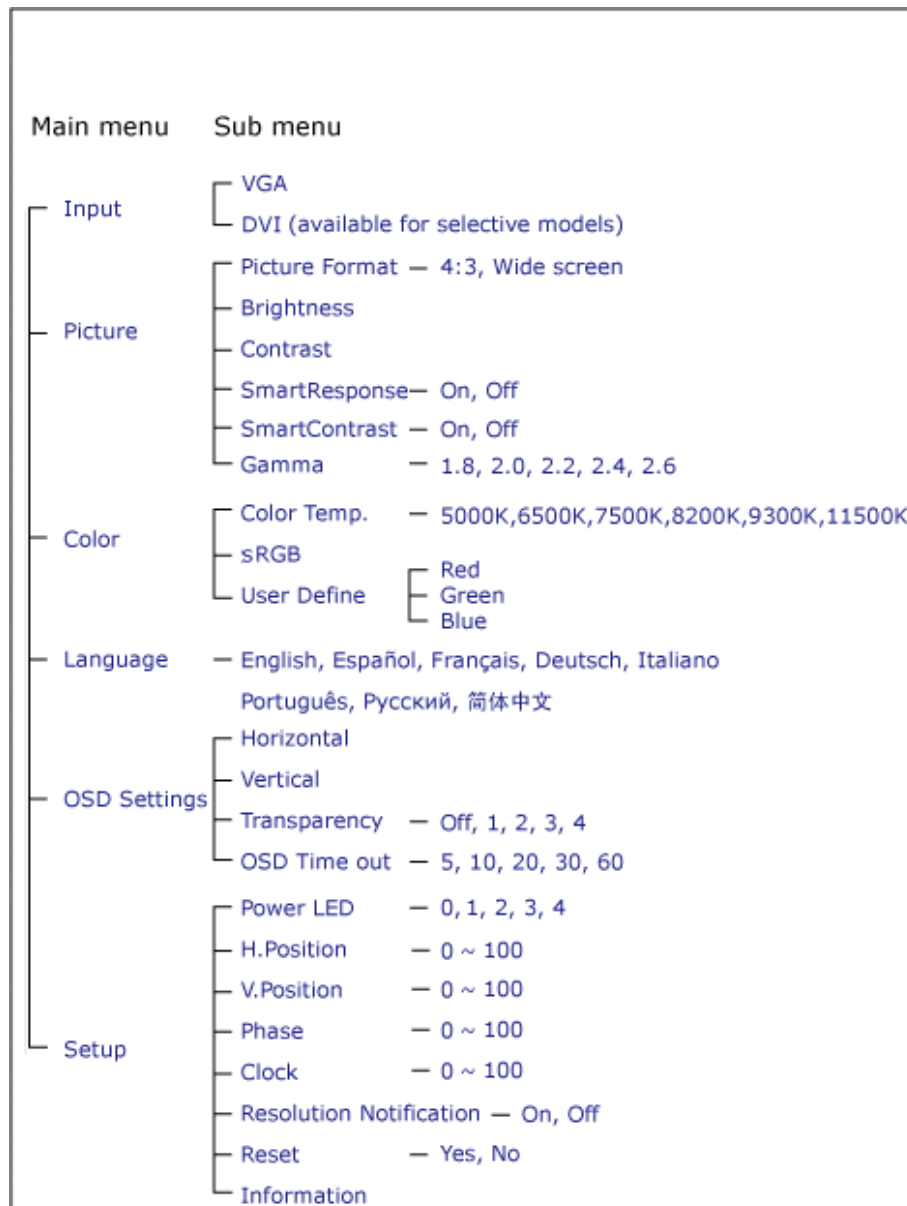 Main menu Sub menu
VGA
Input
DVI (available for selective models)
Picture Format 4:3, Wide screen
Brightness
Picture
Contrast
SmartResponse On, Off
SmartContrast On, Off
Gamma 1.8, 2.0, 2.2, 2.4, 2.6
Color Temp. 5000K,6500K,7500K,8200K,9300K,11500K
Color
sRGB
Red
User Define Green
Blue
Language English, Español, Français, Deutsch, Italiano
Português, Русский, 简体中文
Horizontal
Vertical
OSD Settings
Transparency Off, 1, 2, 3, 4
OSD Time out 5, 10, 20, 30, 60
Power LED 0, 1, 2, 3, 4
H.Position 0 ~ 100
V.Position 0 ~ 100
Phase 0 ~ 100
Setup
Clock 0 ~ 100
Resolution Notification On, Off
Reset Yes, No
Information